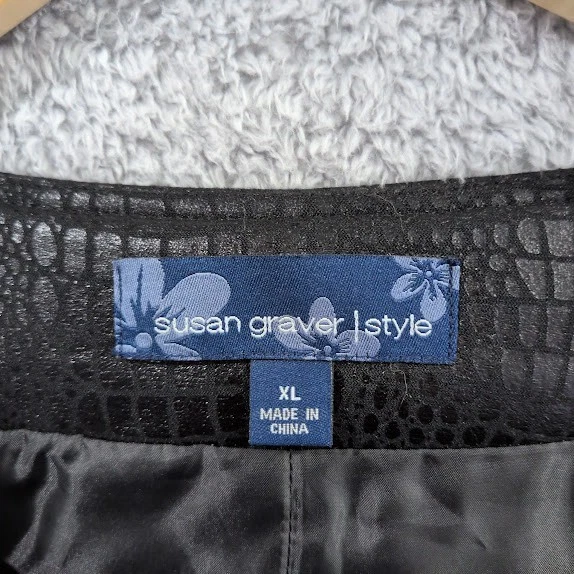 susan graver | style
XL
MADE IN
CHINA